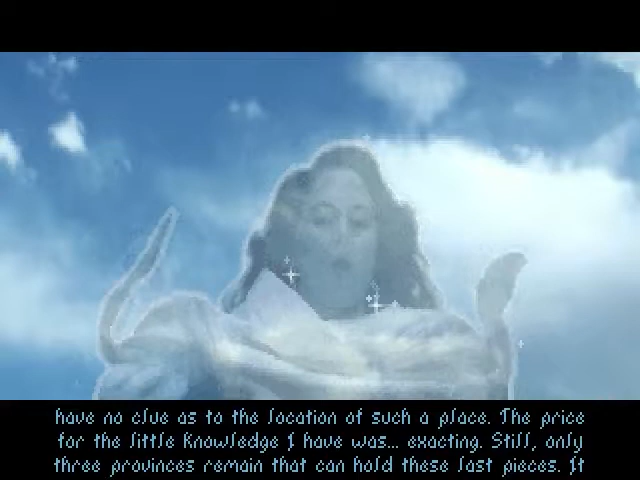 have no clue as to the location of such a place. The price
for the little knowledge I have was... exacting. Still, only
three provinces remain that can hold these last pieces. It